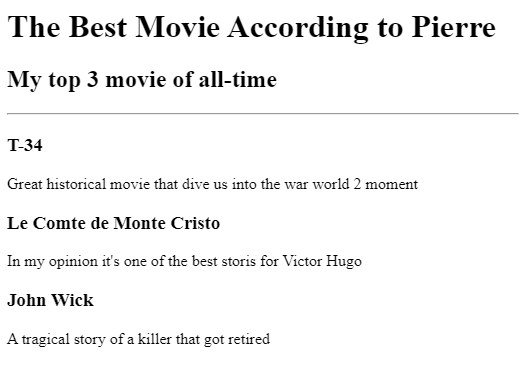 The Best Movie According to Pierre
My top 3 movie of all-time
T-34
Great historical movie that dive us into the war world 2 moment
Le Comte de Monte Cristo
In my opinion it's one of the best storis for Victor Hugo
John Wick
A tragical story of a killer that got retired